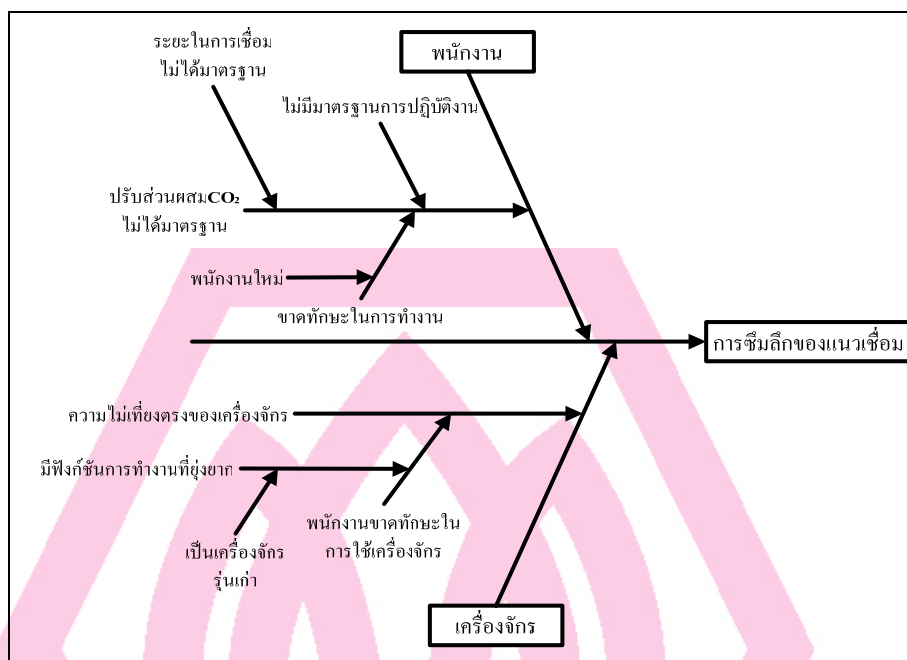 ระยะในการเชื่อม
ไม่ได้มาตรฐาน
พนักงาน
ไม่มีมาตรฐานการปฏิบัติงาน
ปรับส่วนผสมCO₂
ไม่ได้มาตรฐาน
พนักงานใหม่
ขาดทักษะในการทำงาน
การซึมลึกของแนวเชื่อม
ความไม่เที่ยงตรงของเครื่องจักร
มีฟังก์ชันการทำงานที่ยุ่งยาก
พนักงานขาดทักษะใน
การใช้เครื่องจักร
เป็นเครื่องจักร
รุ่นเก่า
เครื่องจักร